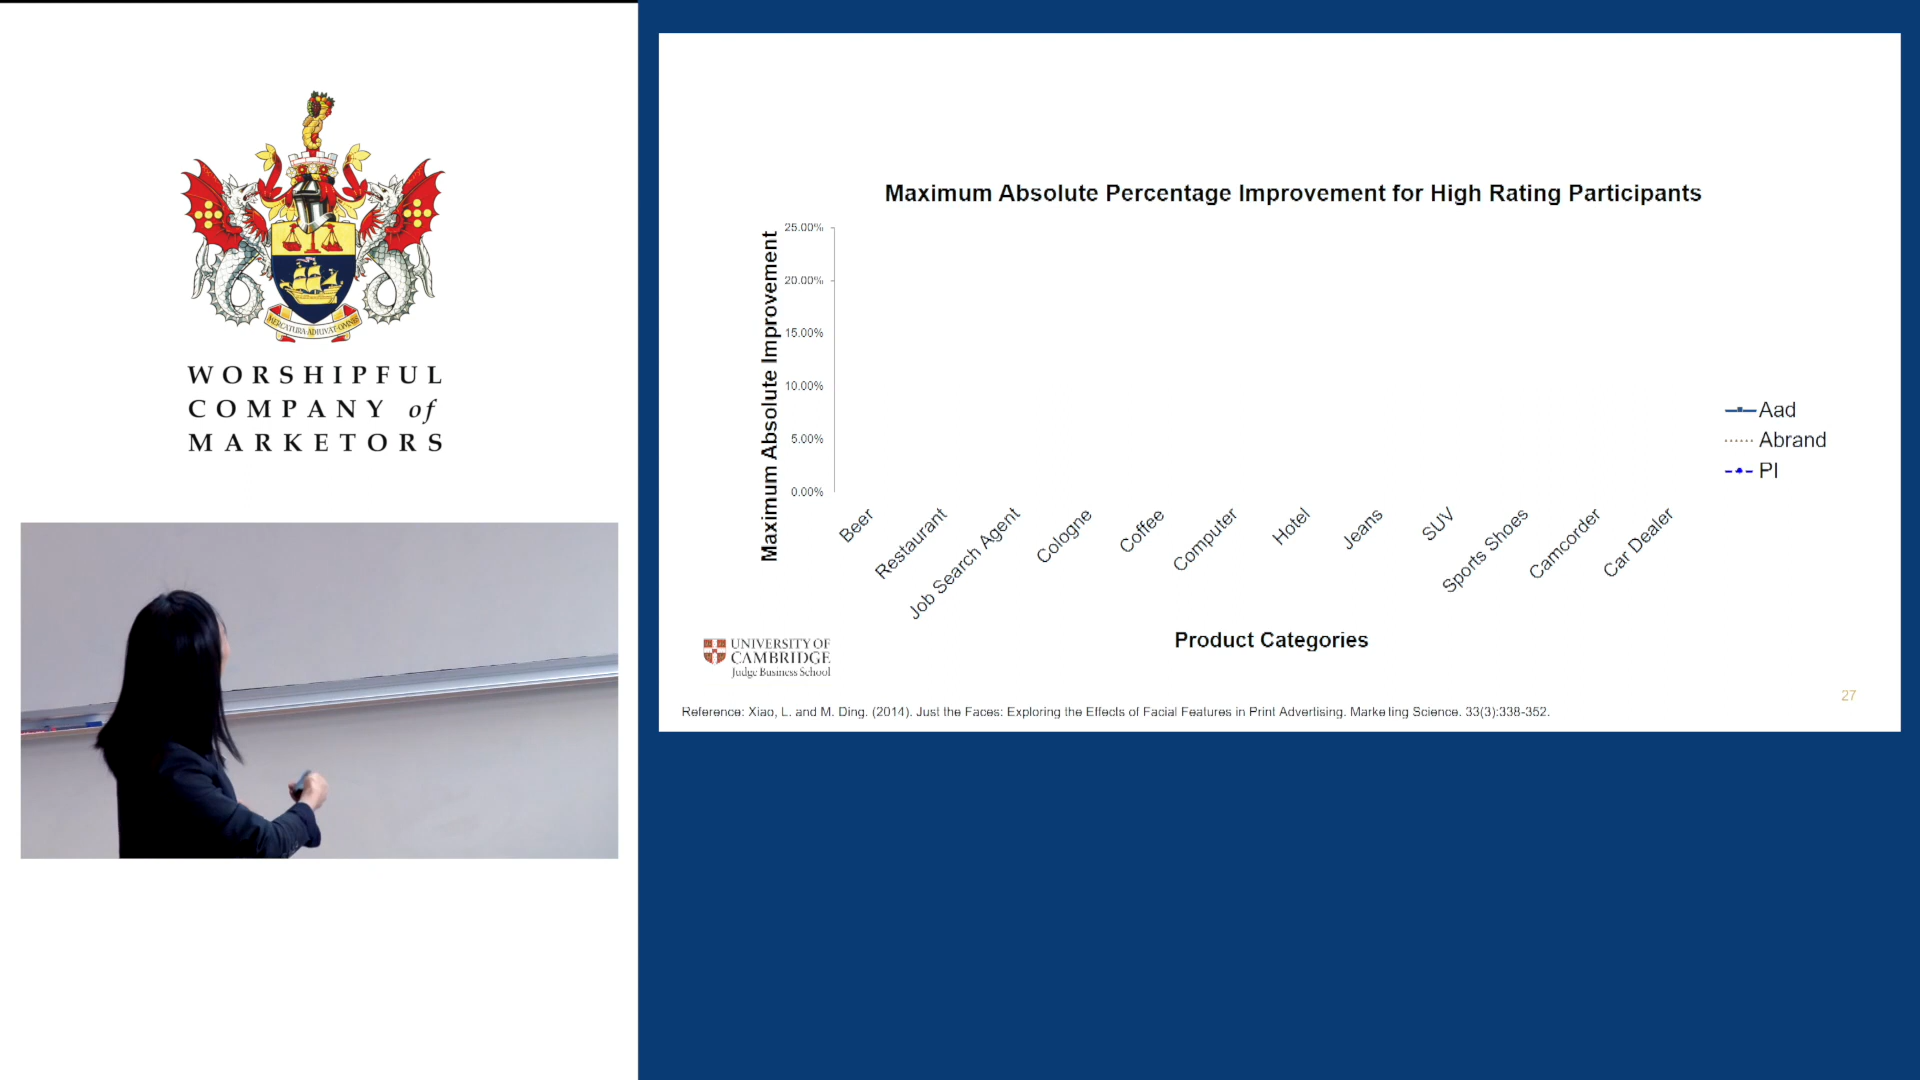 MERCATURA·ADIUVAT·OMNES
WORSHIPFUL
COMPANY of
MARKETORS
Maximum Absolute Percentage Improvement for High Rating Participants
Maximum Absolute Improvement
25.00%
20.00%
15.00%
10.00%
5.00%
0.00%
Beer
Restaurant
Job Search Agent
Cologne
Coffee
Computer
Hotel
Jeans
SUV
Sports Shoes
Camcorder
Car Dealer
Product Categories
Aad
Abrand
PI
UNIVERSITY OF
CAMBRIDGE
Judge Business School
27
Reference: Xiao, L. and M. Ding. (2014). Just the Faces: Exploring the Effects of Facial Features in Print Advertising. Marketing Science. 33(3):338-352.